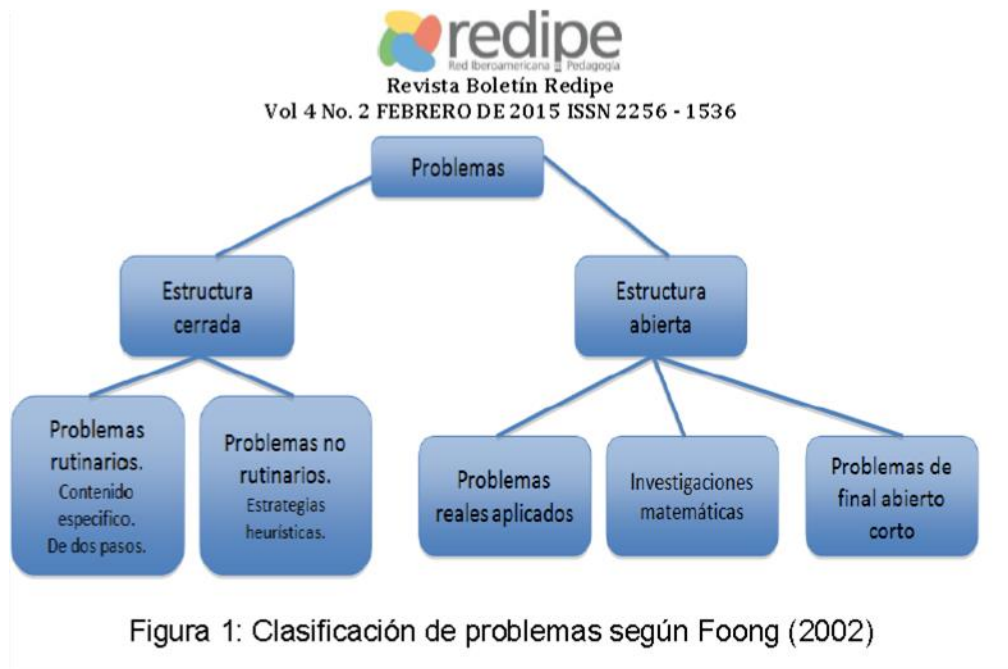 redipe
Red Iberoamericana de Pedagogía
Revista Boletín Redipe
Vol 4 No. 2 FEBRERO DE 2015 ISSN 2256 - 1536
Problemas
Estructura
cerrada
Estructura
abierta
Problemas
rutinarios.
Contenido
especifico.
De dos pasos.
Problemas no
rutinarios.
Estrategias
heurísticas.
Problemas
reales aplicados
Investigaciones
matemáticas
Problemas de
final abierto
corto
Figura 1: Clasificación de problemas según Foong (2002)